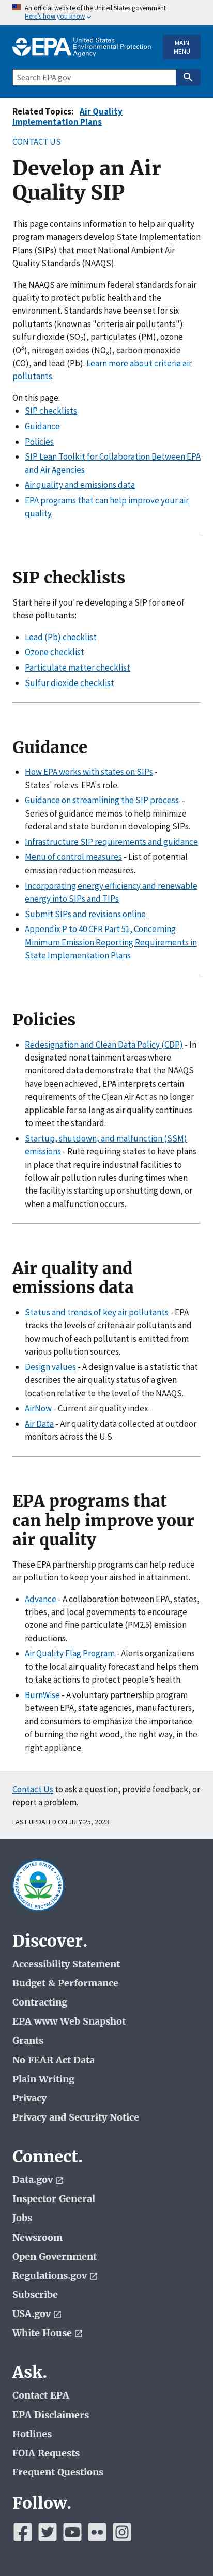 An official website of the United States government
Here's how you know
EPA United States
Environmental Protection
Agency
MAIN
MENU
Search EPA.gov
Related Topics: Air Quality
Implementation Plans
CONTACT US
Develop an Air
Quality SIP
This page contains information to help air quality
managers develop State Implementation
Plans (SIPs) that meet National Ambient Air
Quality Standards (NAAQS).
The NAAQS are minimum federal standards for air
quality to protect public health and the
environment. Standards have been set for six
pollutants (known as "criteria air pollutants"):
sulfur dioxide (SO₂), particulates (PM), ozone
(O³), nitrogen oxides (NOₓ), carbon monoxide
(CO), and lead (Pb). Learn more about criteria air
pollutants.
On this page:
SIP checklists
Guidance
Policies
SIP Lean Toolkit for Collaboration Between EPA
and Air Agencies
Air quality and emissions data
EPA programs that can help improve your air
quality
SIP checklists
Start here if you're developing a SIP for one of
these pollutants:
Lead (Pb) checklist
Ozone checklist
Particulate matter checklist
Sulfur dioxide checklist
Guidance
How EPA works with states on SIPs -
States' role vs. EPA's role.
Guidance on streamlining the SIP process -
Series of guidance memos to help minimize
federal and state burden in developing SIPs.
Infrastructure SIP requirements and guidance
Menu of control measures - List of potential
emission reduction measures.
Incorporating energy efficiency and renewable
energy into SIPs and TIPs
Submit SIPs and revisions online
Appendix P to 40 CFR Part 51, Concerning
Minimum Emission Reporting Requirements in
State Implementation Plans
Policies
Redesignation and Clean Data Policy (CDP) - In
designated nonattainment areas where
monitored data demonstrate that the NAAQS
have been achieved, EPA interprets certain
requirements of the Clean Air Act as no longer
applicable for so long as air quality continues
to meet the standard.
Startup, shutdown, and malfunction (SSM)
emissions - Rule requiring states to have plans
in place that require industrial facilities to
follow air pollution rules during times when
the facility is starting up or shutting down, or
when a malfunction occurs.
Air quality and
emissions data
Status and trends of key air pollutants - EPA
tracks the levels of air pollution in the air and
how much of each pollutant is emitted from
various pollution sources.
Design values - A design value is a statistic that
describes the air quality status of a given
location relative to the level of the NAAQS.
AirNow - Current air quality index.
Air Data - Air quality data collected at outdoor
monitors across the U.S.
EPA programs that
can help improve your
air quality
These EPA partnership programs can help reduce
air pollution to keep your airshed in attainment.
Advance - A collaboration between EPA, states,
tribes, and local governments to encourage
ozone and fine particulate (PM2.5) emission
reductions.
Air Quality Flag Program - Alerts organizations
to the local air quality forecast and helps them
take actions to protect people's health.
BurnWise - A voluntary partnership program
between EPA, state agencies, manufacturers,
and consumers to emphasize the importance
of burning the right wood, the right way, in the
right appliance.
Contact Us to ask a question, provide feedback, or
report a problem.
LAST UPDATED ON JULY 25, 2023
UNITED STATES
ENVIRONMENTAL PROTECTION AGENCY
Discover.
Accessibility Statement
Budget & Performance
Contracting
EPA www Web Snapshot
Grants
No FEAR Act Data
Plain Writing
Privacy
Privacy and Security Notice
Connect.
Data.gov
Inspector General
Jobs
Newsroom
Open Government
Regulations.gov
Subscribe
USA.gov
White House
Ask.
Contact EPA
EPA Disclaimers
Hotlines
FOIA Requests
Frequent Questions
Follow.